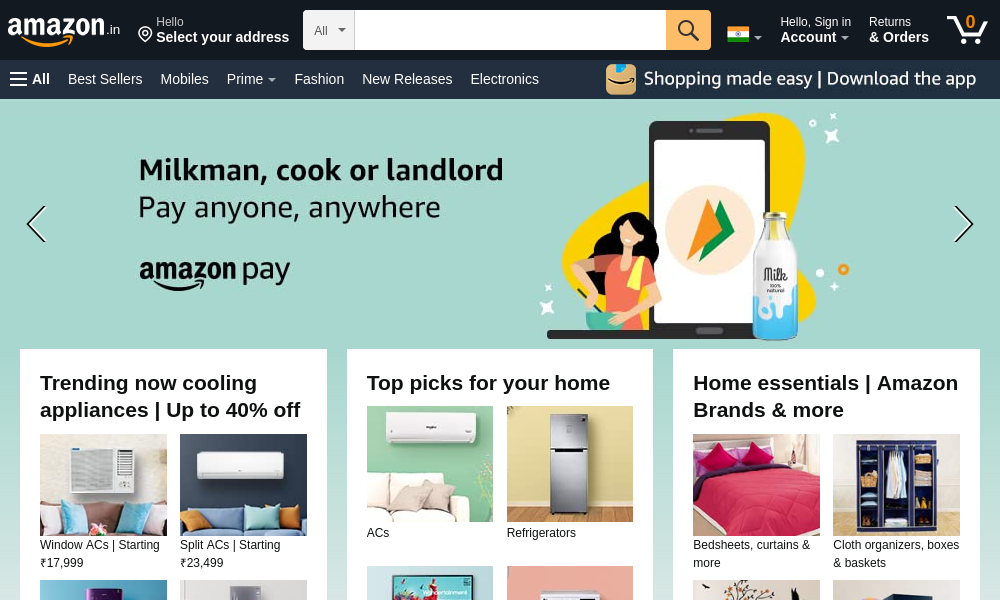 amazon.in
Hello
Select your address
All
Hello, Sign in
Account
Returns
& Orders
0
All
Best Sellers
Mobiles
Prime
Fashion
New Releases
Electronics
Shopping made easy | Download the app
Milkman, cook or landlord
Pay anyone, anywhere
amazon pay
Milk
100%
natural
Trending now cooling
appliances | Up to 40% off
Window ACs | Starting
₹17,999
Split ACs | Starting
₹23,499
Top picks for your home
ACs
Refrigerators
Home essentials | Amazon
Brands & more
Bedsheets, curtains &
more
Cloth organizers, boxes
& baskets